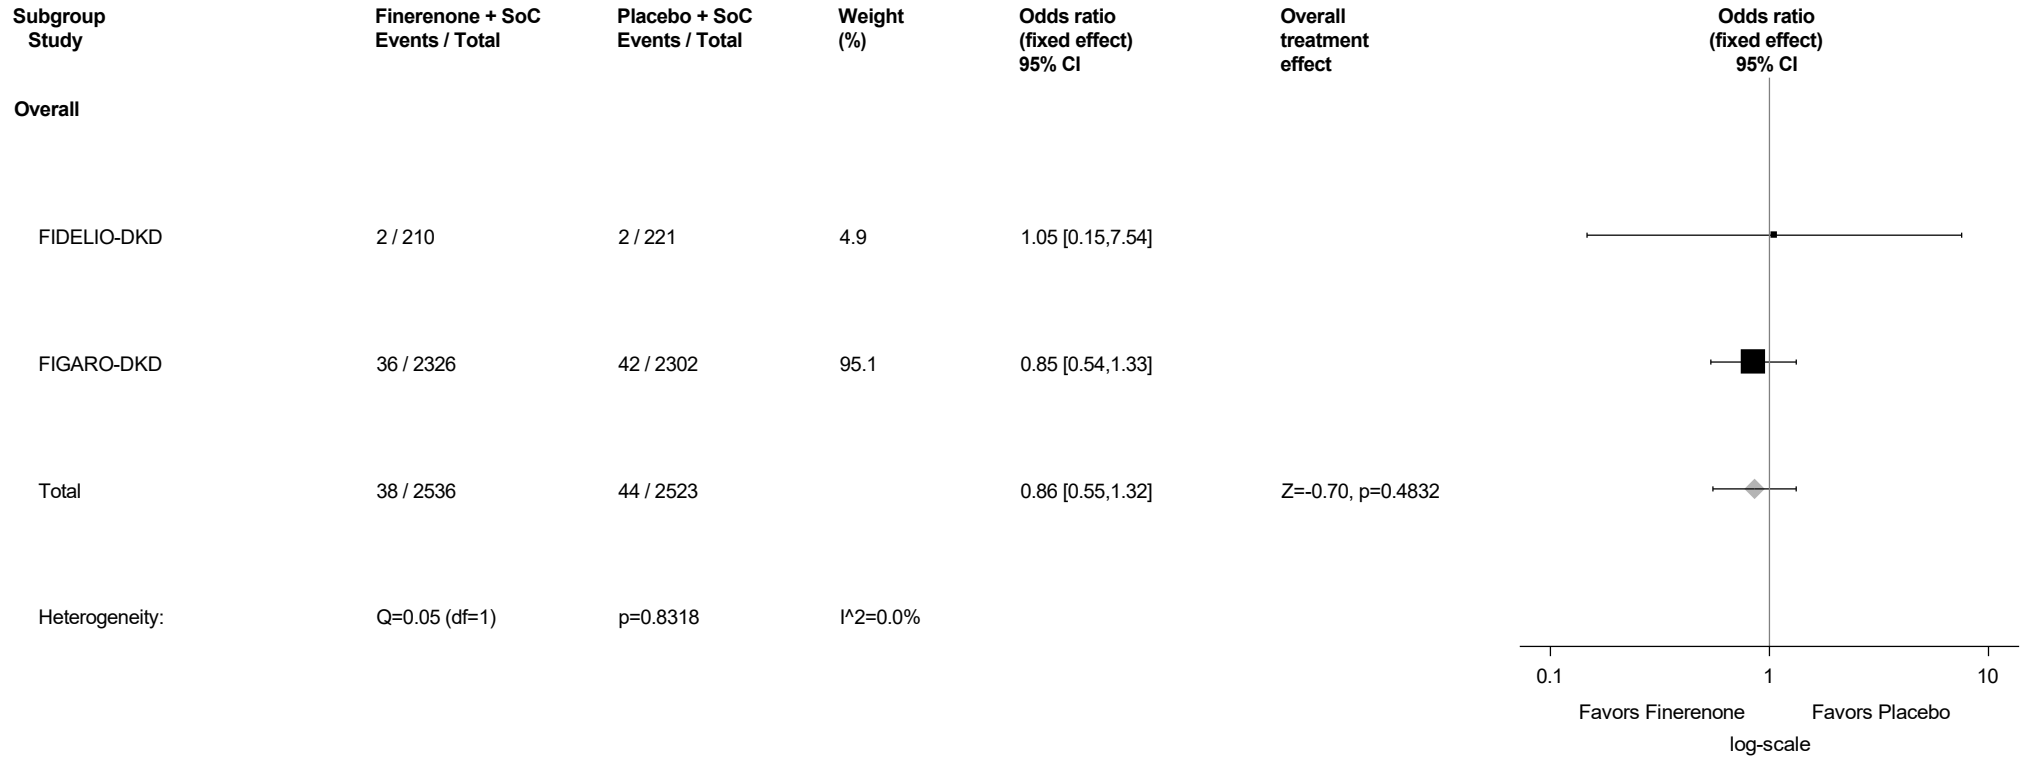 Subgroup Finerenone + SoC Placebo + SoC Weight Odds ratio Overall Odds ratio
Study Events / Total Events / Total (%) (fixed effect) treatment (fixed effect)
95% CI effect 95% CI
Overall
FIDELIO-DKD 2 / 210 2 / 221 4.9 1.05 [0.15,7.54]
FIGARO-DKD 36 / 2326 42 / 2302 95.1 0.85 [0.54,1.33]
Total 38 / 2536 44 / 2523 0.86 [0.55,1.32] Z=-0.70, p=0.4832
Heterogeneity: Q=0.05 (df=1) p=0.8318 I^2=0.0%
0.1 1 10
Favors Finerenone Favors Placebo
log-scale